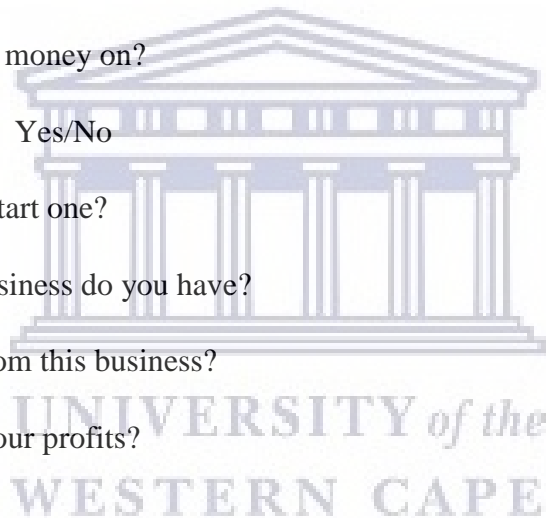 money on?
Yes/No
tart one?
siness do you have?
om this business?
our profits?
UNIVERSITY of the
WESTERN CAPE